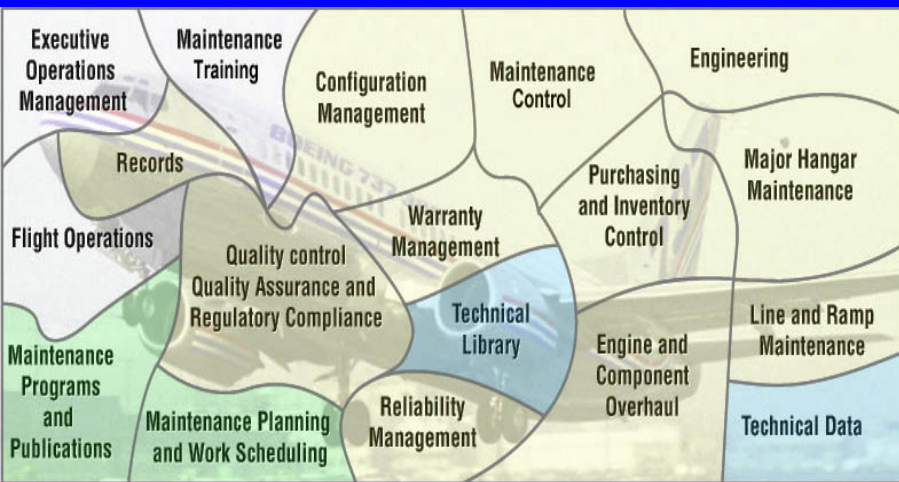 Executive
Operations
Management
Maintenance
Training
Configuration
Management
Maintenance
Control
Engineering
Records
Purchasing
and Inventory
Control
Major Hangar
Maintenance
Flight Operations
Warranty
Management
Quality control
Quality Assurance and
Regulatory Compliance
Technical
Library
Line and Ramp
Maintenance
Engine and
Component
Overhaul
Maintenance
Programs
and
Publications
Maintenance Planning
and Work Scheduling
Reliability
Management
Technical Data
BOEING 737